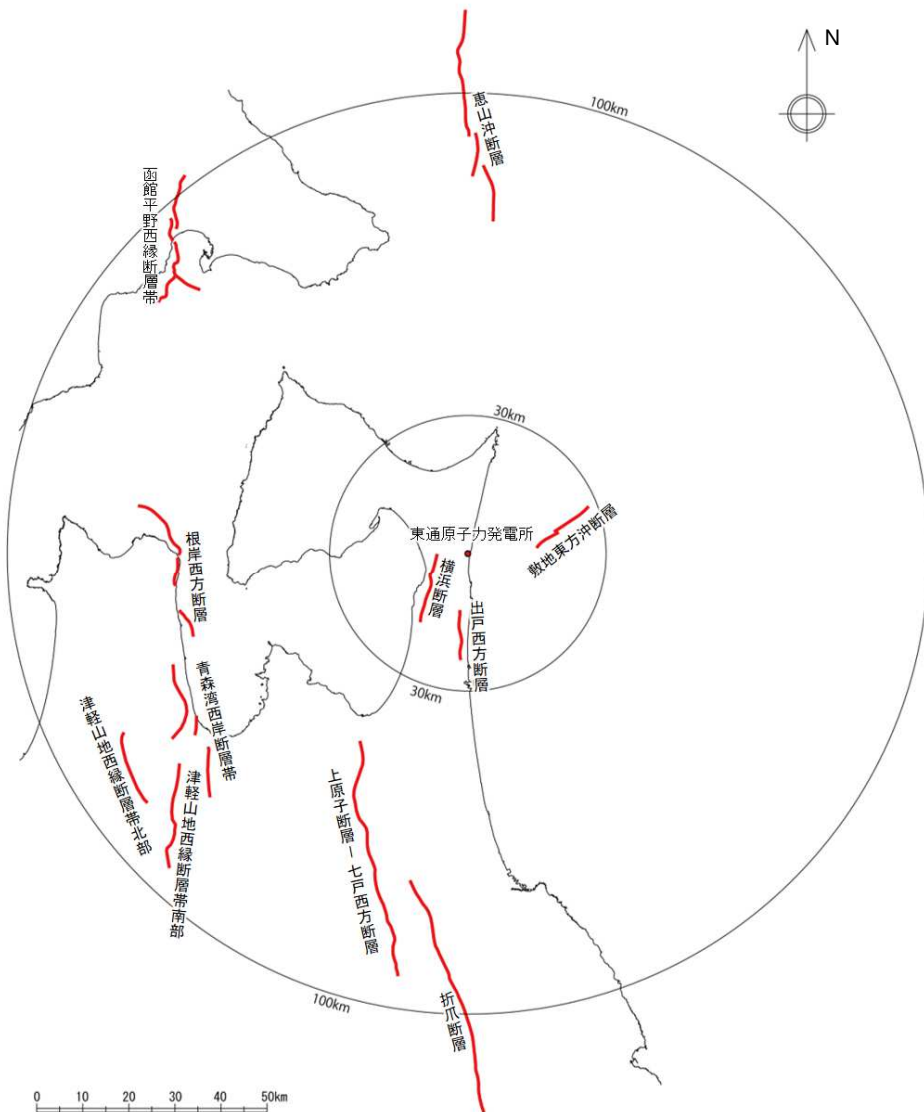 N
100km
恵山沖断層
函館平野西縁断層帯
30km
東通原子力発電所
敷地東方沖断層
横浜断層
出戸西方断層
根岸西方断層
30km
青森湾西岸断層帯
津軽山地西縁断層帯北部
津軽山地西縁断層帯南部
上原子断層－七戸西方断層
折爪断層
100km
0 10 20 30 50km